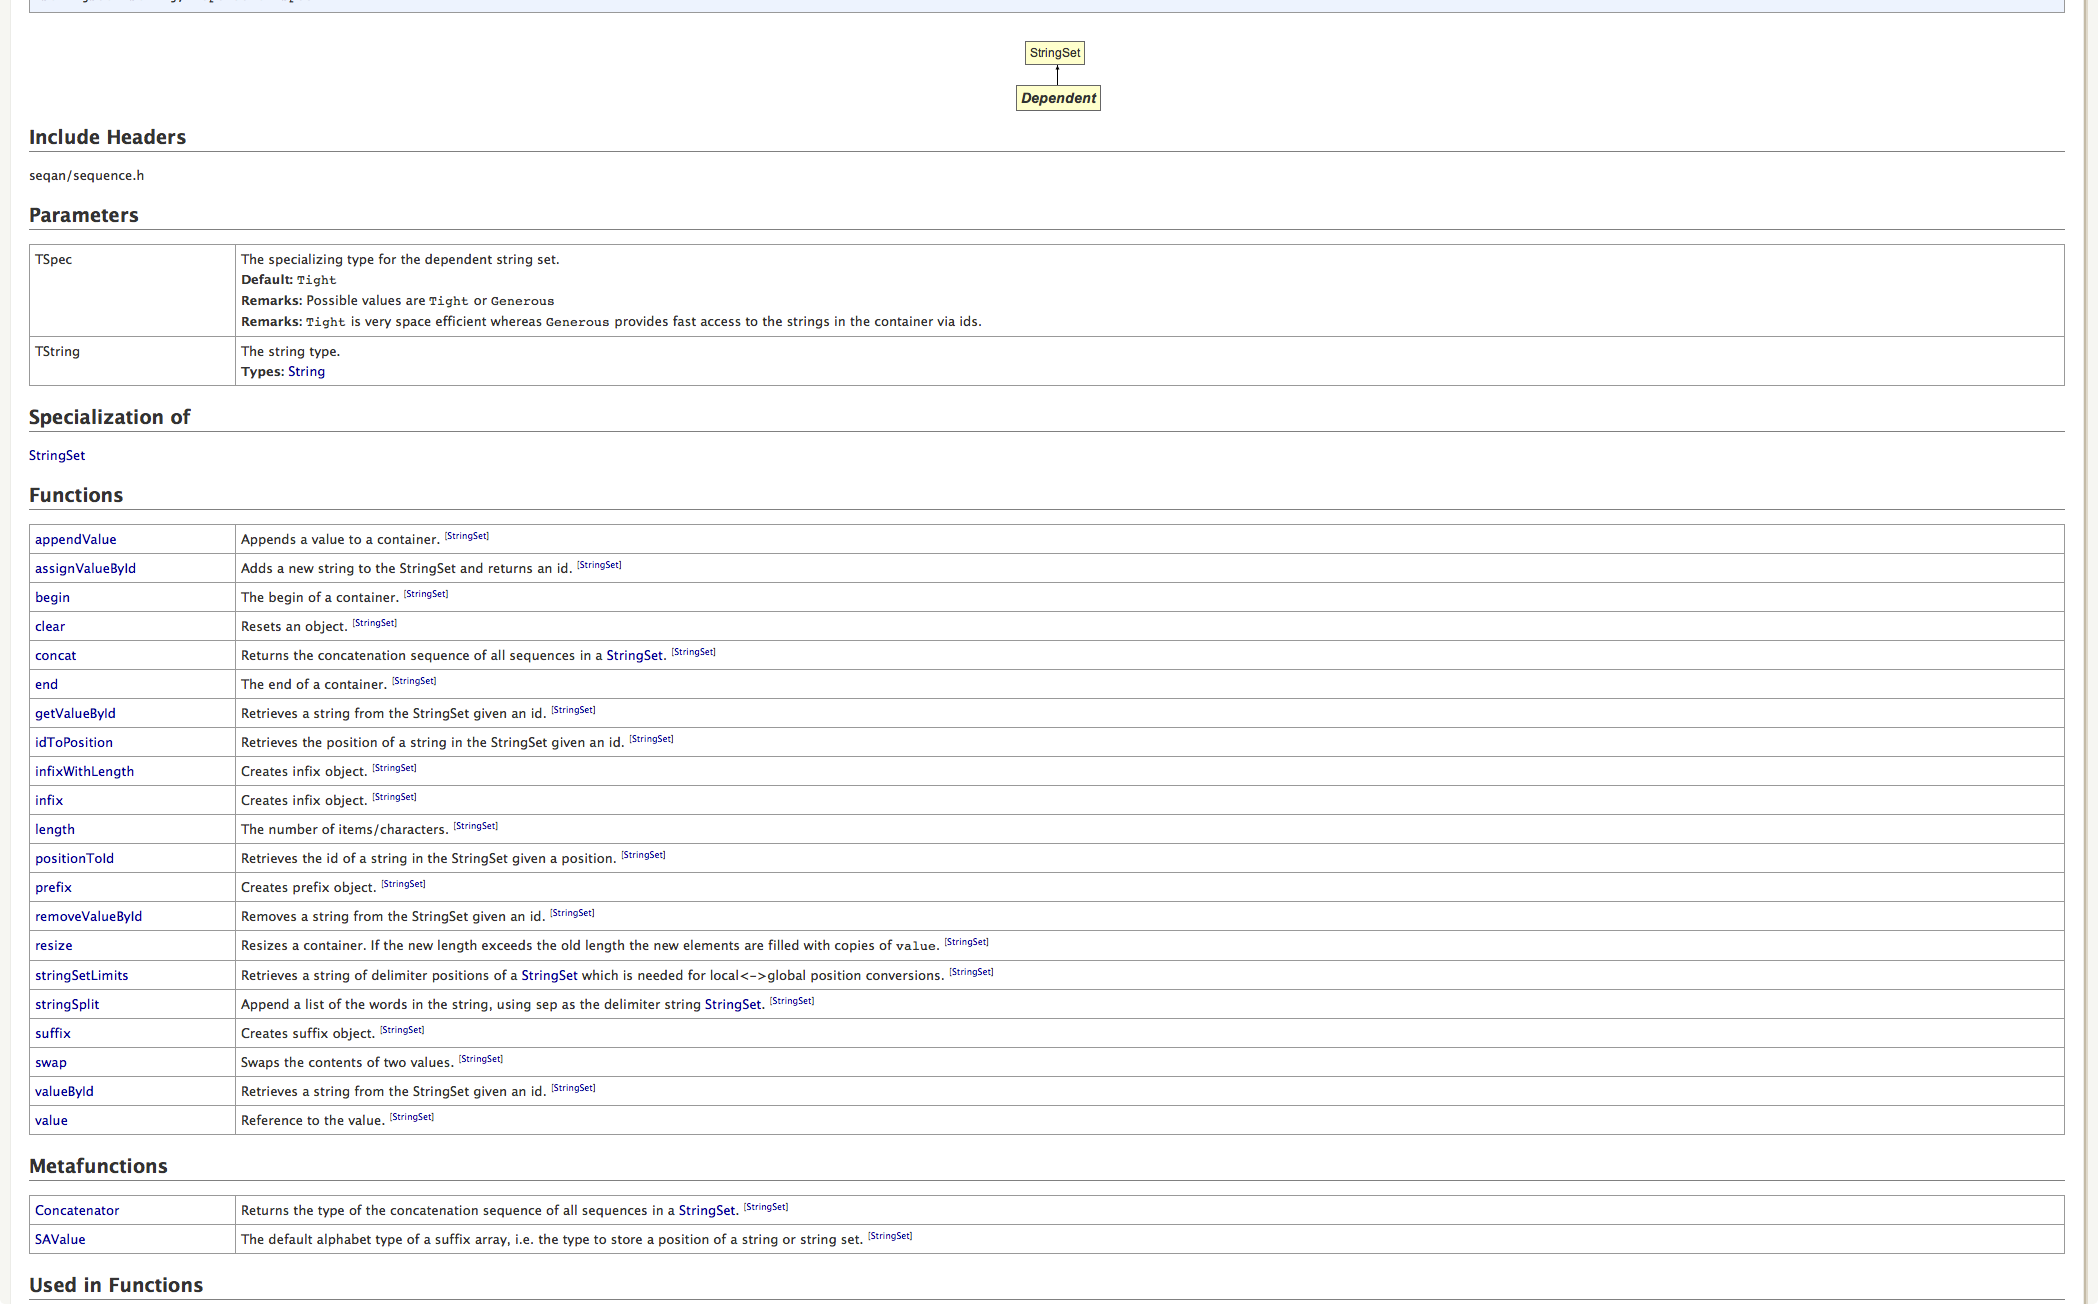 StringSet
Dependent
Include Headers
seqan/sequence.h
Parameters
TSpec The specializing type for the dependent string set.
Default: Tight
Remarks: Possible values are Tight or Generous
Remarks: Tight is very space efficient whereas Generous provides fast access to the strings in the container via ids.
TString The string type.
Types: String
Specialization of
StringSet
Functions
appendValue Appends a value to a container. [StringSet]
assignValueById Adds a new string to the StringSet and returns an id. [StringSet]
begin The begin of a container. [StringSet]
clear Resets an object. [StringSet]
concat Returns the concatenation sequence of all sequences in a StringSet. [StringSet]
end The end of a container. [StringSet]
getValueById Retrieves a string from the StringSet given an id. [StringSet]
idToPosition Retrieves the position of a string in the StringSet given an id. [StringSet]
infixWithLength Creates infix object. [StringSet]
infix Creates infix object. [StringSet]
length The number of items/characters. [StringSet]
positionToId Retrieves the id of a string in the StringSet given a position. [StringSet]
prefix Creates prefix object. [StringSet]
removeValueById Removes a string from the StringSet given an id. [StringSet]
resize Resizes a container. If the new length exceeds the old length the new elements are filled with copies of value. [StringSet]
stringSetLimits Retrieves a string of delimiter positions of a StringSet which is needed for local<->global position conversions. [StringSet]
stringSplit Append a list of the words in the string, using sep as the delimiter string StringSet. [StringSet]
suffix Creates suffix object. [StringSet]
swap Swaps the contents of two values. [StringSet]
valueById Retrieves a string from the StringSet given an id. [StringSet]
value Reference to the value. [StringSet]
Metafunctions
Concatenator Returns the type of the concatenation sequence of all sequences in a StringSet. [StringSet]
SAValue The default alphabet type of a suffix array, i.e. the type to store a position of a string or string set. [StringSet]
Used in Functions